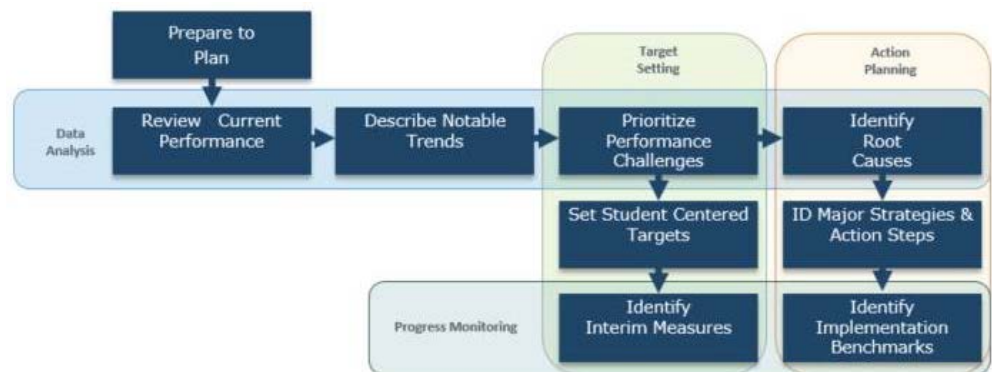 Prepare to
Plan
Target
Setting
Action
Planning
Data
Analysis
Review Current
Performance
Describe Notable
Trends
Prioritize
Performance
Challenges
Identify
Root
Causes
Set Student Centered
Targets
ID Major Strategies &
Action Steps
Progress Monitoring
Identify
Interim Measures
Identify
Implementation
Benchmarks